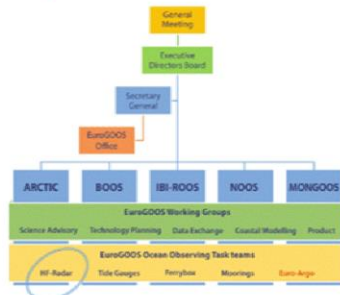 General
Meeting
Executive
Directors Board
Secretary
General
EuroGOOS
Office
ARCTIC BOOS IBI-ROOS NOOS MONGOOS
EuroGOOS Working Groups
Science Advisory Technology Planning Data Exchange Coastal Modelling Product
EuroGOOS Ocean Observing Task teams
HF-Radar Tide Gauges Ferrybox Moorings Euro-Argo